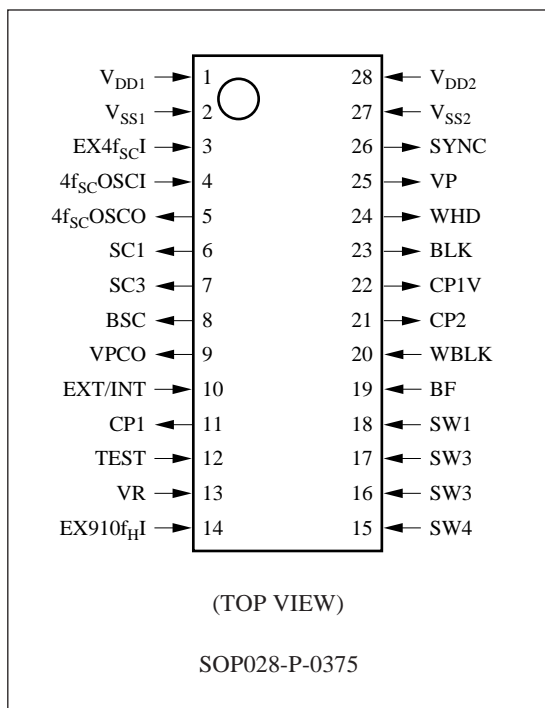 VDD1 1 28 VDD2
VSS1 2 27 VSS2
EX4fSCI 3 26 SYNC
4fSCOSCI 4 25 VP
4fSCOSCO 5 24 WHD
SC1 6 23 BLK
SC3 7 22 CP1V
BSC 8 21 CP2
VPCO 9 20 WBLK
EXT/INT 10 19 BF
CP1 11 18 SW1
TEST 12 17 SW3
VR 13 16 SW3
EX910fHI 14 15 SW4
(TOP VIEW)
SOP028-P-0375